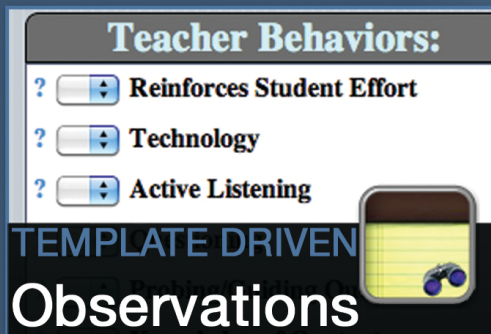 Teacher Behaviors:
? Reinforces Student Effort
? Technology
? Active Listening
TEMPLATE DRIVEN
Observations